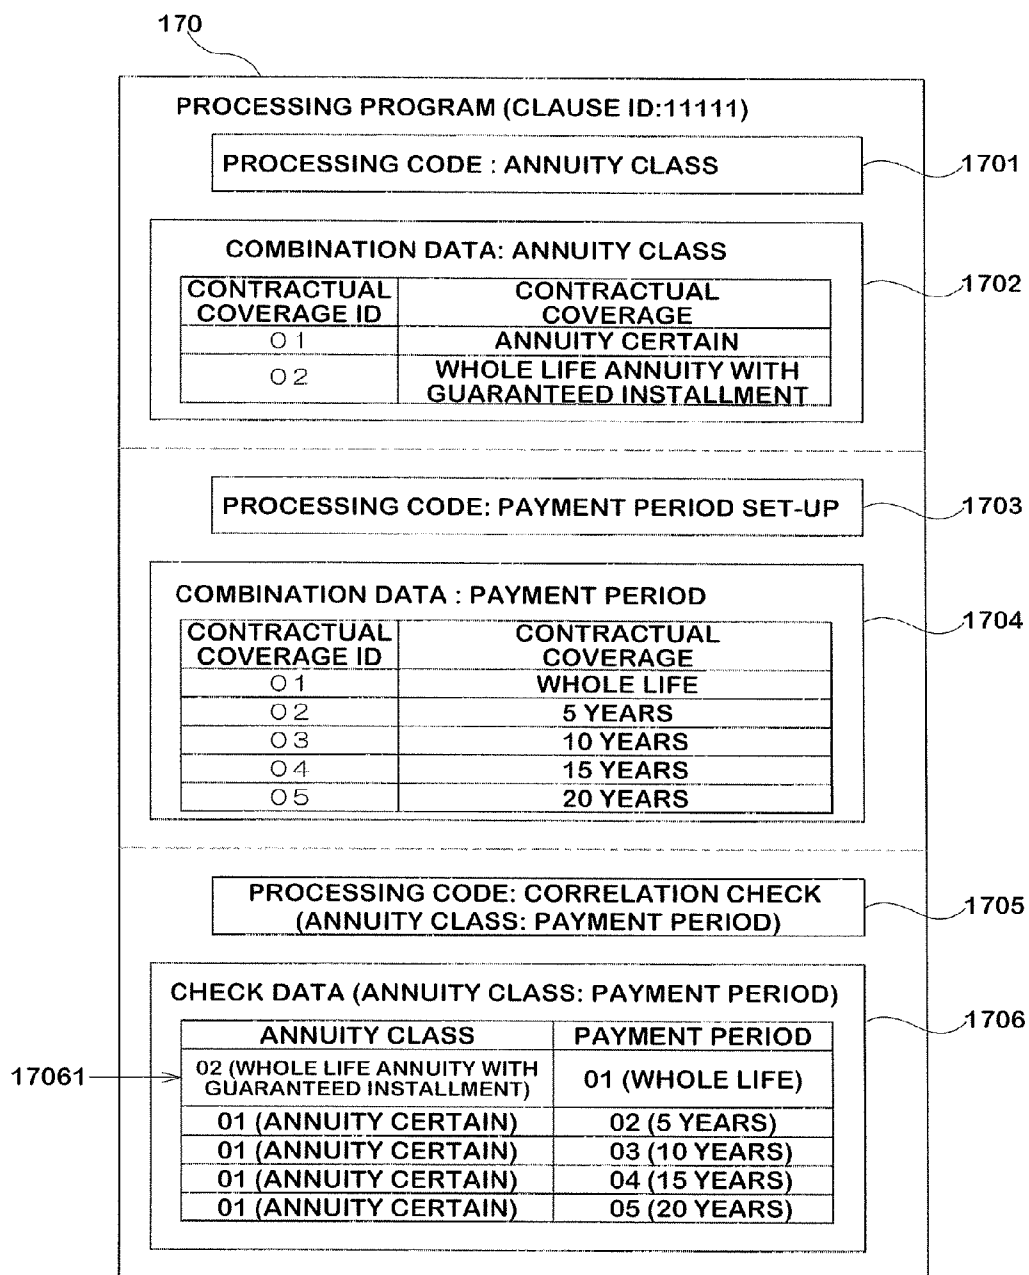 170
PROCESSING PROGRAM (CLAUSE ID:11111)
PROCESSING CODE : ANNUITY CLASS
1701
COMBINATION DATA: ANNUITY CLASS
1702
CONTRACTUAL COVERAGE ID
CONTRACTUAL COVERAGE
01
ANNUITY CERTAIN
02
WHOLE LIFE ANNUITY WITH
GUARANTEED INSTALLMENT
PROCESSING CODE: PAYMENT PERIOD SET-UP
1703
COMBINATION DATA : PAYMENT PERIOD
1704
CONTRACTUAL COVERAGE ID
CONTRACTUAL COVERAGE
01
WHOLE LIFE
02
5 YEARS
03
10 YEARS
04
15 YEARS
05
20 YEARS
PROCESSING CODE: CORRELATION CHECK
(ANNUITY CLASS: PAYMENT PERIOD)
1705
CHECK DATA (ANNUITY CLASS: PAYMENT PERIOD)
1706
ANNUITY CLASS
PAYMENT PERIOD
17061
02 (WHOLE LIFE ANNUITY WITH
GUARANTEED INSTALLMENT)
01 (WHOLE LIFE)
01 (ANNUITY CERTAIN)
02 (5 YEARS)
01 (ANNUITY CERTAIN)
03 (10 YEARS)
01 (ANNUITY CERTAIN)
04 (15 YEARS)
01 (ANNUITY CERTAIN)
05 (20 YEARS)